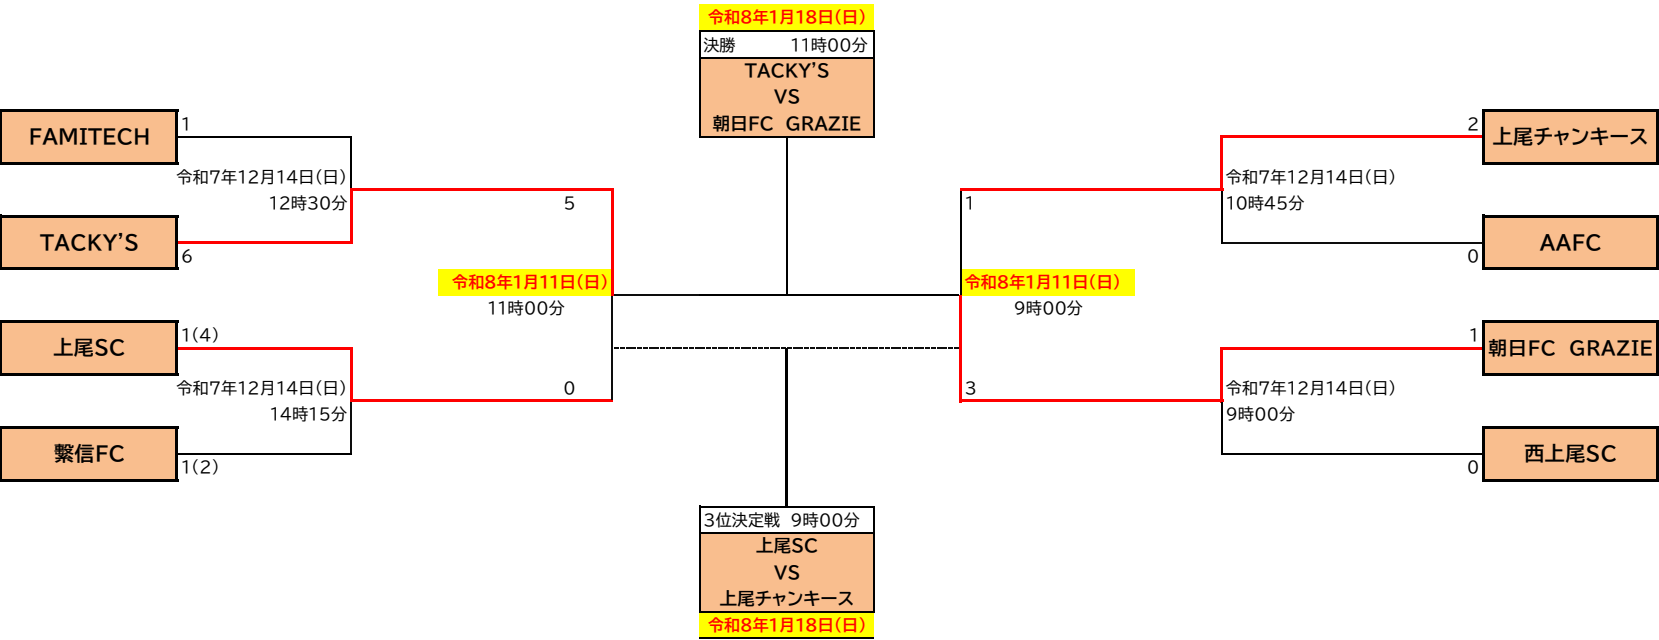 令和8年1月18日(日)
決勝 11時00分
TACKY'S
VS
朝日FC GRAZIE
FAMITECH
1
令和7年12月14日(日)
12時30分
TACKY'S
6
5
令和8年1月11日(日)
11時00分
上尾SC
1(4)
令和7年12月14日(日)
14時15分
繋信FC
1(2)
0
2
上尾チャンキース
令和7年12月14日(日)
10時45分
AAFC
0
1
令和8年1月11日(日)
9時00分
1
朝日FC GRAZIE
令和7年12月14日(日)
9時00分
西上尾SC
0
3
3位決定戦 9時00分
上尾SC
VS
上尾チャンキース
令和8年1月18日(日)